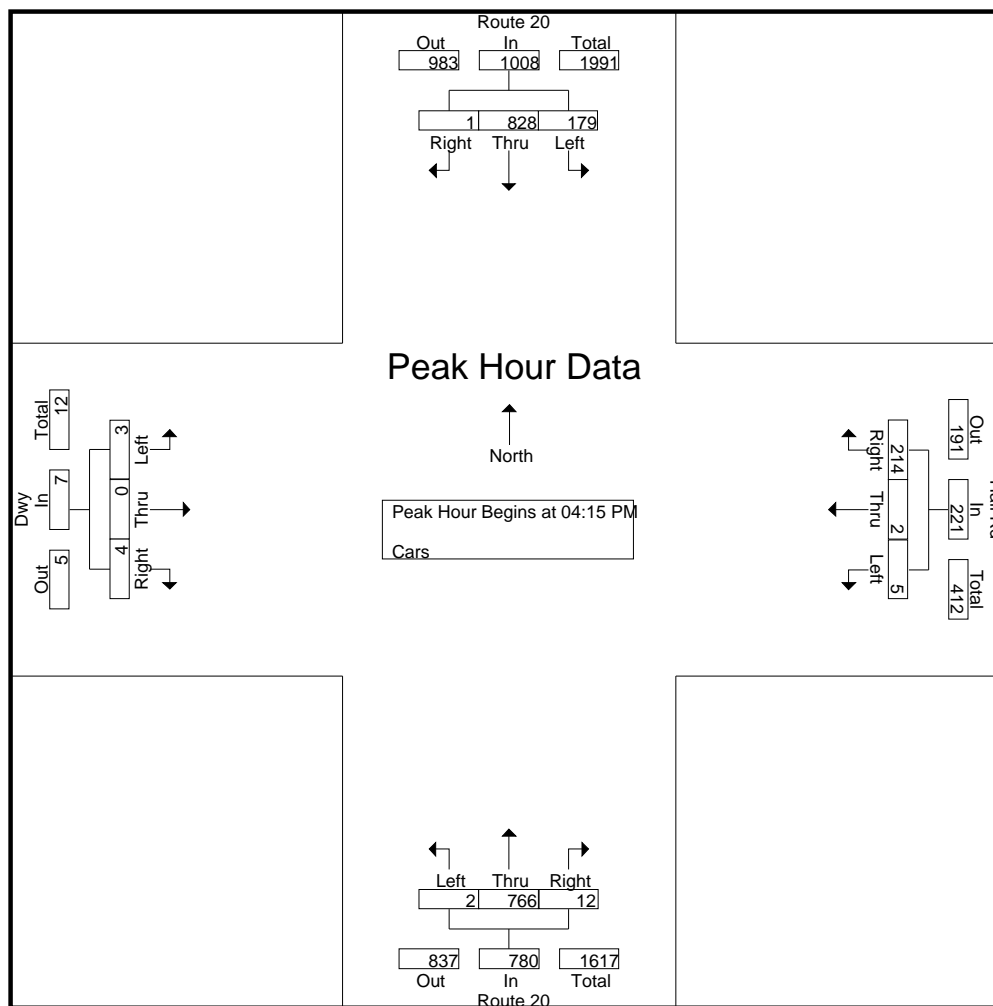 Route 20
Out In Total
983 1008 1991
1 828 179
Right Thru Left
Peak Hour Data
North
Peak Hour Begins at 04:15 PM
Cars
Dwy
Out In Total
5 7 12
3 0 4
Left Thru Right
Out In Total
191 221 412
214 2 5
Right Thru Left
Left Thru Right
2 766 12
837 780 1617
Out In Total
Route 20